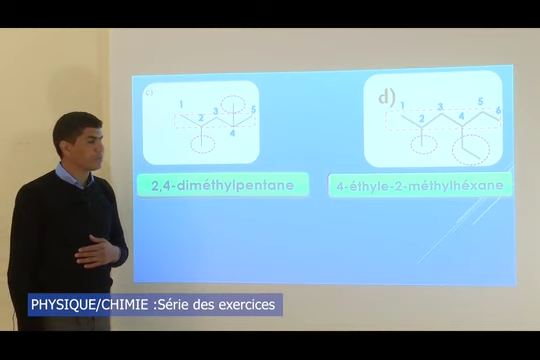 c)
1 2 3 4 5
2,4-diméthylpentane
d)
1 2 3 4 5 6
4-éthyle-2-méthylhéxane
PHYSIQUE/CHIMIE :Série des exercices